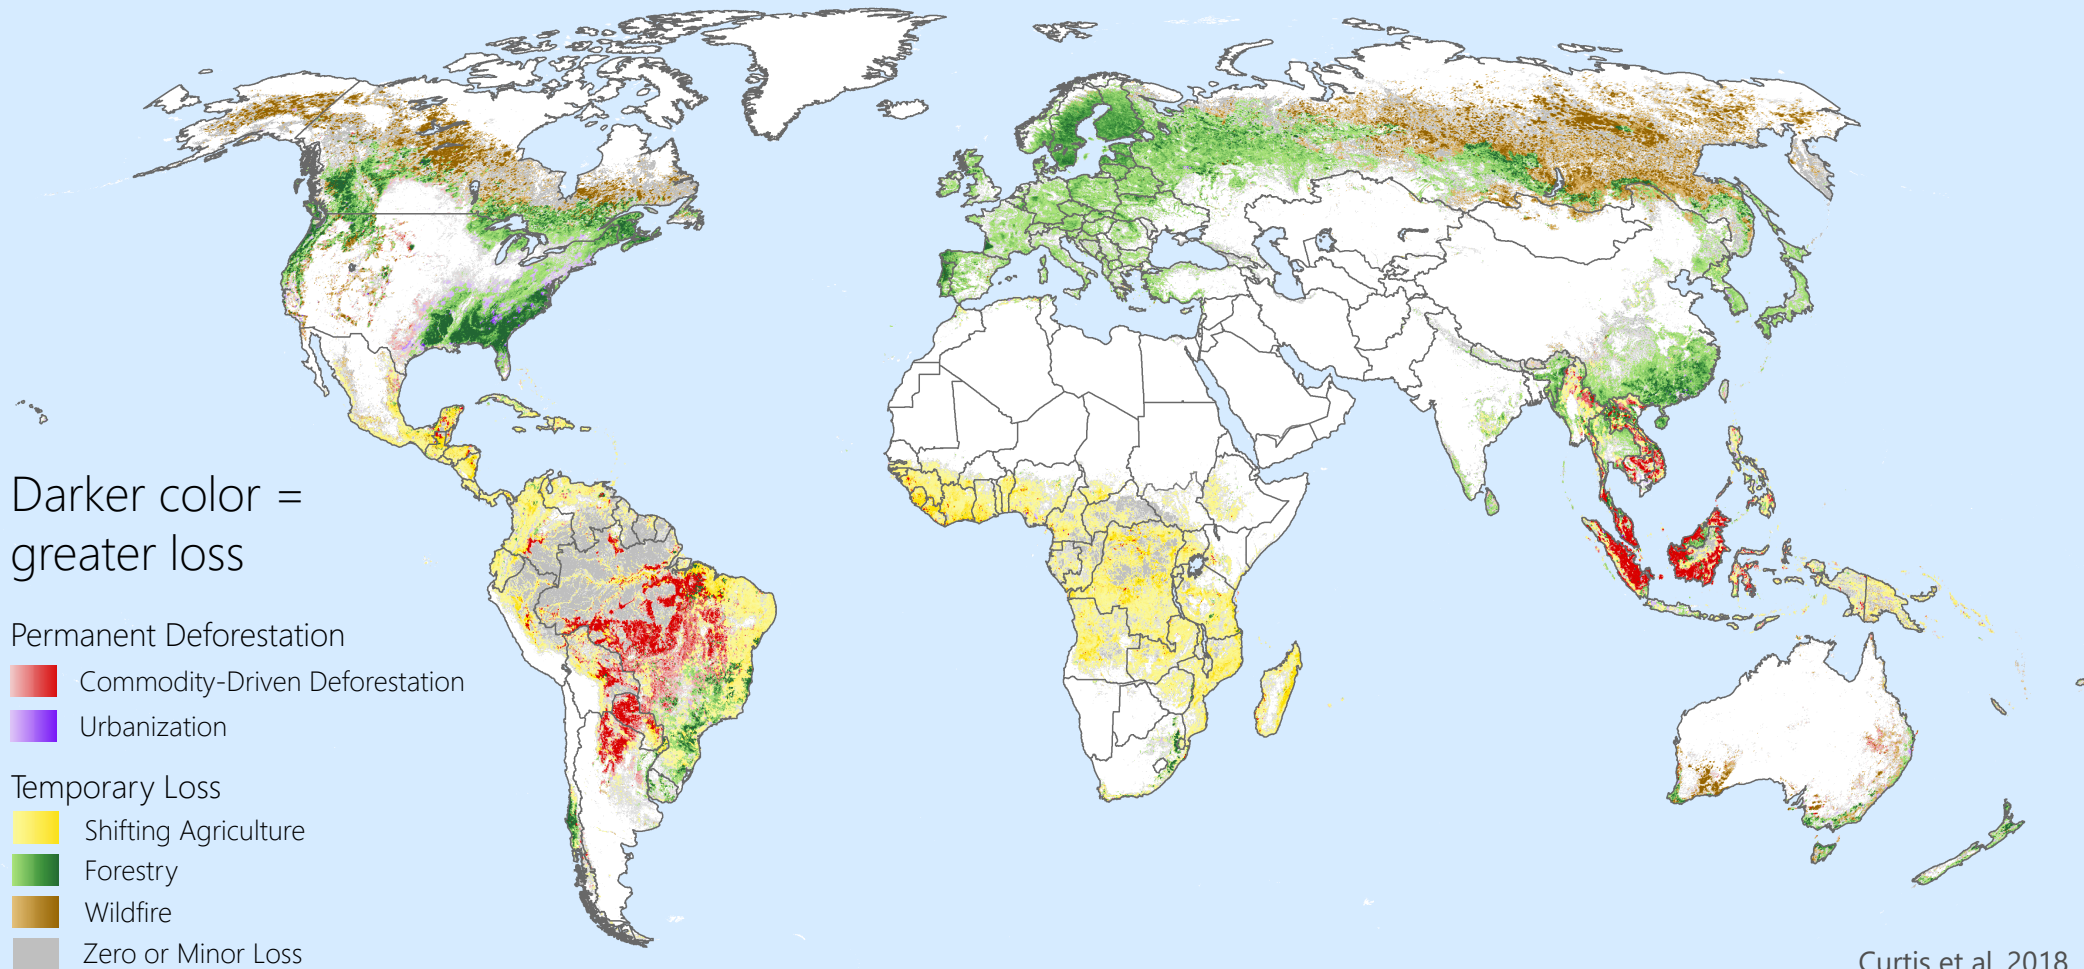 Darker color =
greater loss
Permanent Deforestation
Commodity-Driven Deforestation
Urbanization
Temporary Loss
Shifting Agriculture
Forestry
Wildfire
Zero or Minor Loss
Curtis et al. 2018